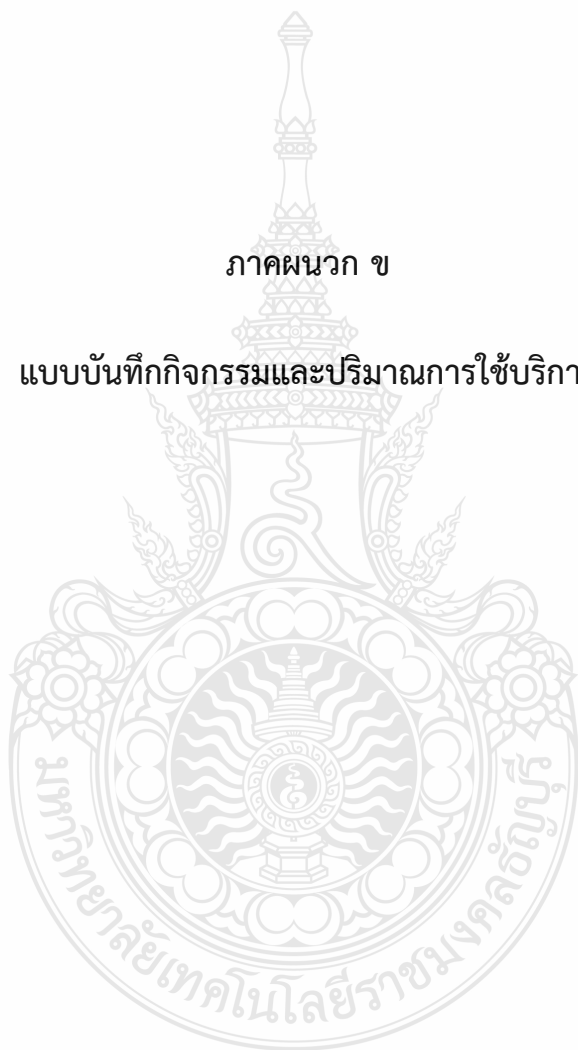 ภาคผนวก ข
แบบบันทึกกิจกรรมและปริมาณการใช้บริกา
มหาวิทยาลัยเทคโนโลยีราชมงคลธัญบุรี